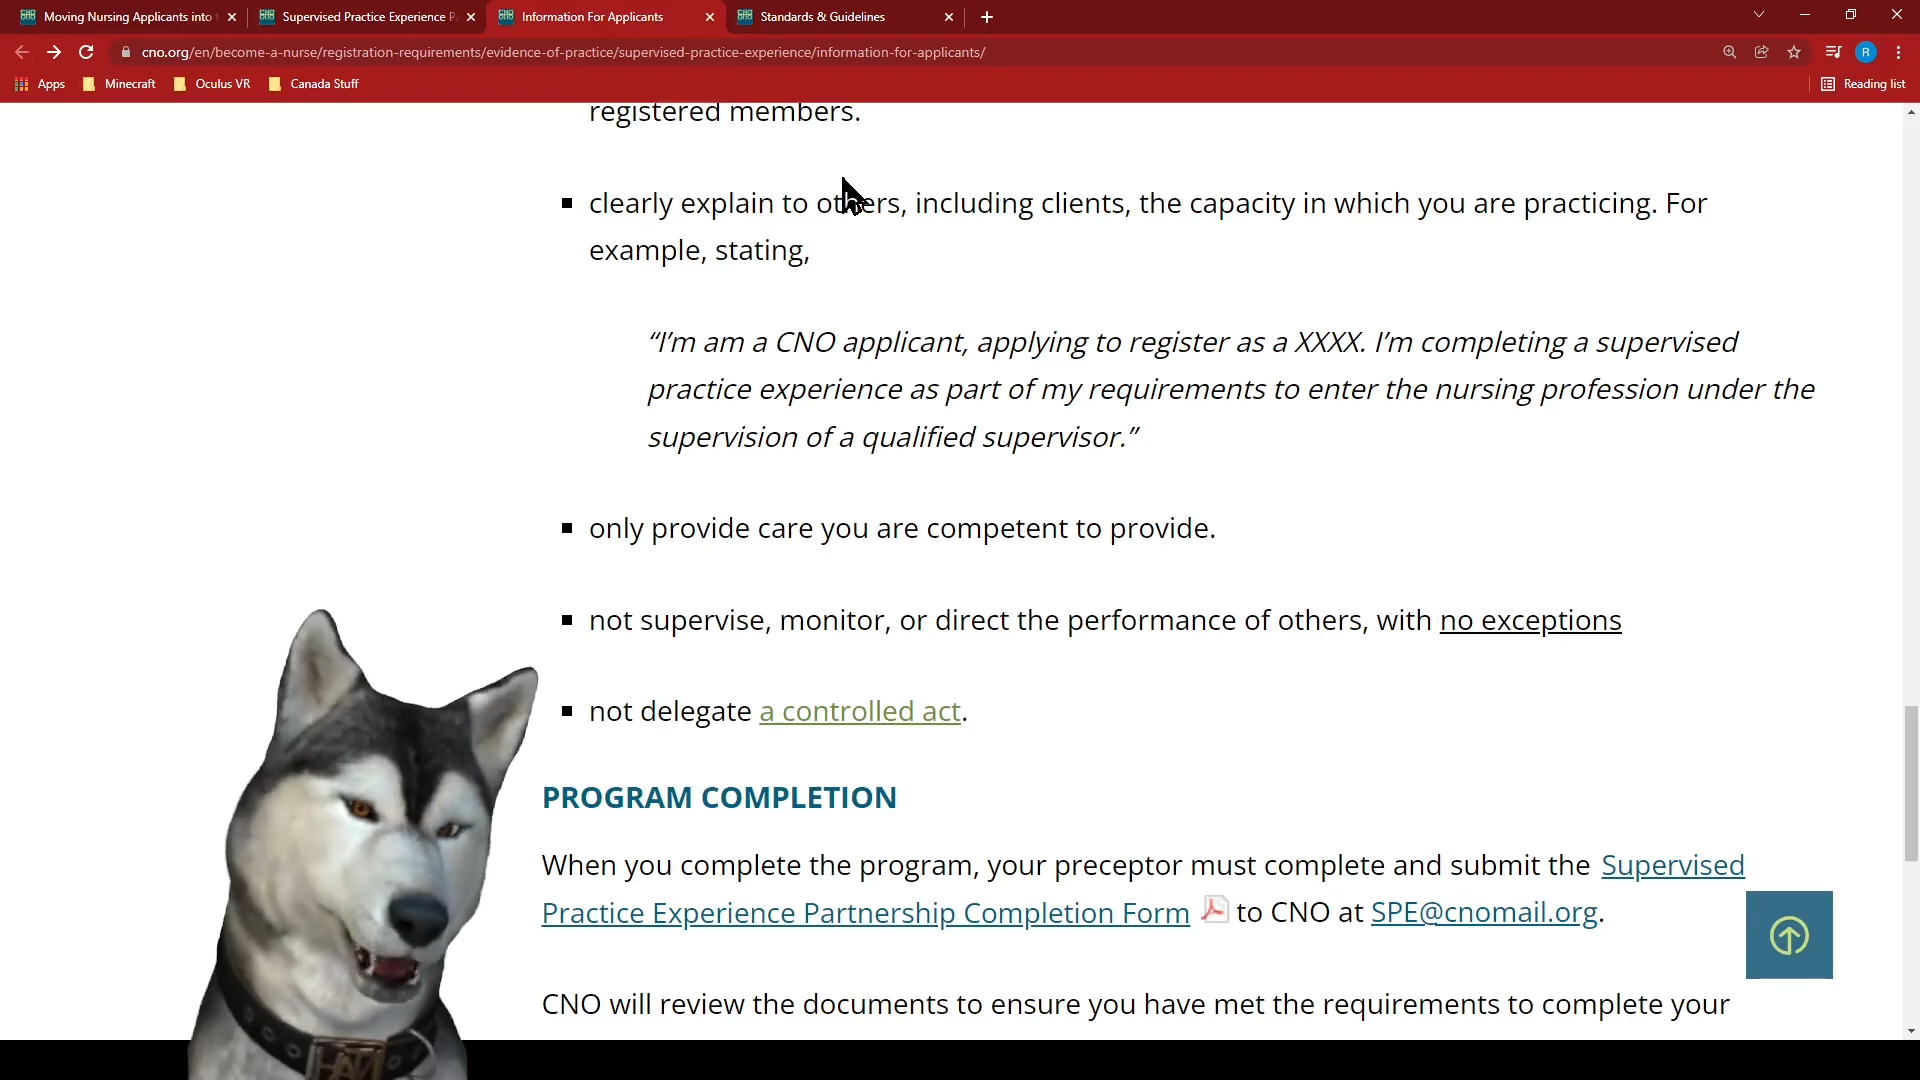 Moving Nursing Applicants into
Supervised Practice Experience P
Information For Applicants
Standards & Guidelines
cno.org/en/become-a-nurse/registration-requirements/evidence-of-practice/supervised-practice-experience/information-for-applicants/
R
Apps
Minecraft
Oculus VR
Canada Stuff
Reading list
registered members.
clearly explain to others, including clients, the capacity in which you are practicing. For
example, stating,
“I’m am a CNO applicant, applying to register as a XXXX. I’m completing a supervised
practice experience as part of my requirements to enter the nursing profession under the
supervision of a qualified supervisor.”
only provide care you are competent to provide.
not supervise, monitor, or direct the performance of others, with no exceptions
not delegate a controlled act.
PROGRAM COMPLETION
When you complete the program, your preceptor must complete and submit the Supervised
Practice Experience Partnership Completion Form to CNO at SPE@cnomail.org.
CNO will review the documents to ensure you have met the requirements to complete your